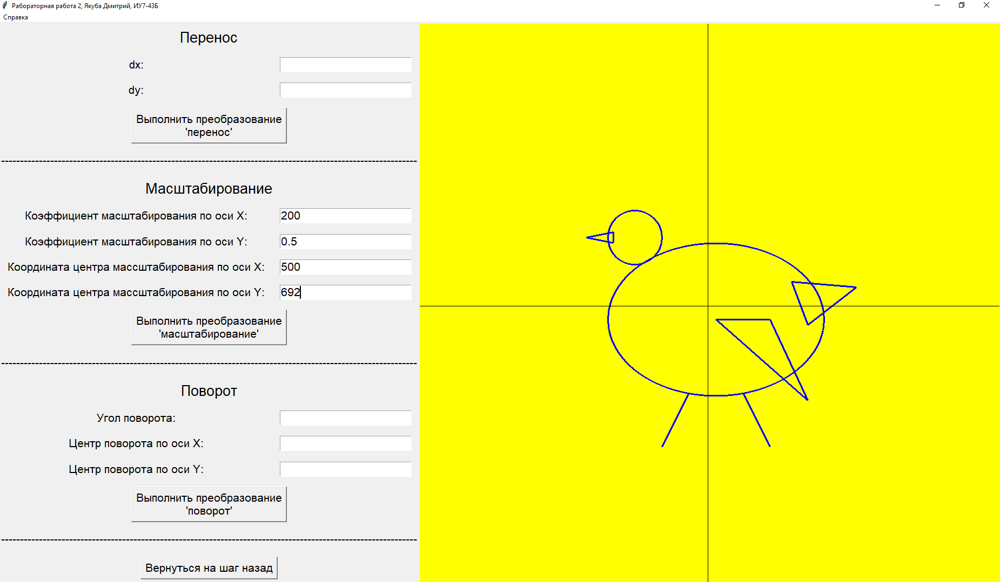 Рабораторная работа 2, Якуба Дмитрий, ИУ7-43Б
Справка
Перенос
dx:
dy:
Выполнить преобразование
'перенос'
Масштабирование
Коэффициент масштабирования по оси X: 200
Коэффициент масштабирования по оси Y: 0.5
Координата центра массштабирования по оси X: 500
Координата центра массштабирования по оси Y: 692
Выполнить преобразование
'масштабирование'
Поворот
Угол поворота:
Центр поворота по оси X:
Центр поворота по оси Y:
Выполнить преобразование
'поворот'
Вернуться на шаг назад